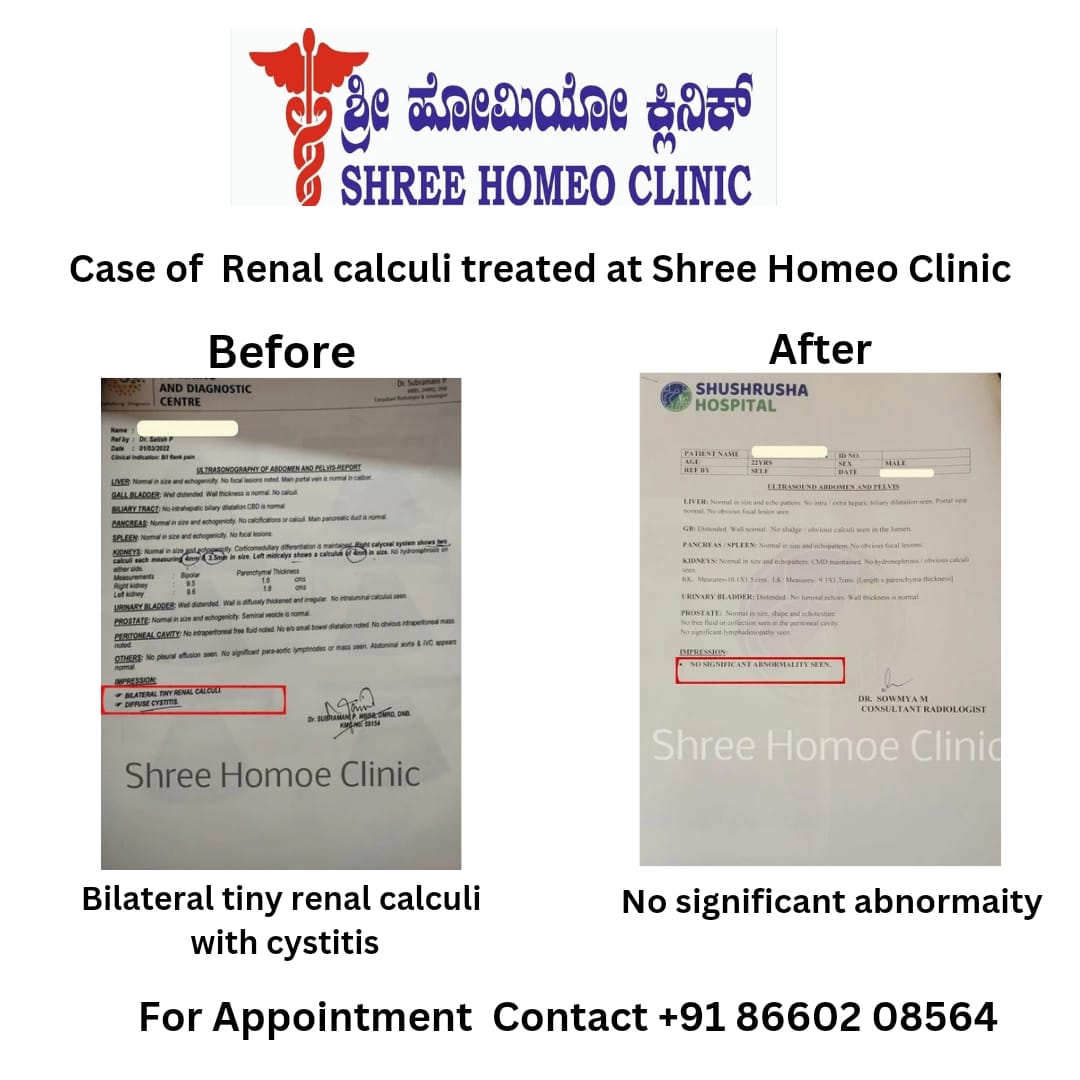 ಶ್ರೀ ಹೋಮಿಯೋ ಕ್ಲಿನಿಕ್
SHREE HOMEO CLINIC
Case of Renal calculi treated at Shree Homeo Clinic
Before
AND DIAGNOSTIC
CENTRE
Dr. Subramani P.
Consultant Radiologist & Sonologist
Name :
Ref by : Dr. Satish P
Date : 01/03/2022
Clinical Indication: B/l flank pain
ULTRASONOGRAPHY OF ABDOMEN AND PELVIS-REPORT
LIVER: Normal in size and echogenicity. No focal lesions noted. Main portal vein is normal in caliber.
GALL BLADDER: Well distended. Wall thickness is normal. No calculi.
BILIARY TRACT: No intrahepatic biliary dilatation.CBD is normal.
PANCREAS: Normal in size and echogenicity. No calcifications or calculi. Main pancreatic duct is normal.
SPLEEN: Normal in size and echogenicity. No focal lesions.
KIDNEYS: Normal in size and echogenicity. Corticomedullary differentiation is maintained. Right calyceal system shows two
calculi each measuring 4mm & 3.5mm in size. Left midcalyx shows a calculus of 4mm in size. No hydronephrosis on
either side.
Measurements : Bipolar Parenchymal Thickness
Right kidney : 9.5 1.6 cms
Left kidney : 9.6 1.8 cms
URINARY BLADDER: Well distended. Wall is diffusely thickened and irregular. No intraluminal calculus seen.
PROSTATE: Normal in size and echogenicity. Seminal vesicle is normal.
PERITONEAL CAVITY: No intraperitoneal free fluid noted. No e/o small bowel dilatation noted. No obvious intraperitoneal mass
noted.
OTHERS: No pleural effusion seen. No significant para-aortic lymphnodes or mass seen. Abdominal aorta & IVC appears
normal.
IMPRESSION:
☞ BILATERAL TINY RENAL CALCULI.
☞ DIFFUSE CYSTITIS.
Dr. SUBRAMANI P. MBBS, DMRD, DNB.
KMC No: 59154
Shree Homoe Clinic
Bilateral tiny renal calculi
with cystitis
After
SHUSHRUSHA
HOSPITAL
PATIENT NAME ID NO.
AGE 22YRS SEX MALE
REF BY SELF DATE
ULTRASOUND ABDOMEN AND PELVIS
LIVER: Normal in size and echo pattern. No intra / extra hepatic biliary dilatation seen. Portal vein
normal. No obvious focal lesion seen.
GB: Distended. Wall normal. No sludge / obvious calculi seen in the lumen.
PANCREAS / SPLEEN: Normal in size and echopattern. No obvious focal lesions.
KIDNEYS: Normal in size and echopattern. CMD maintained. No hydronephrosis / obvious calculi
seen.
RK: Measures-10.1X1.5 cms. LK: Measures- 9.1X1.7cms. [Length x parenchyma thickness]
URINARY BLADDER: Distended. No luminal echoes. Wall thickness is normal
PROSTATE: Normal in size, shape and echotexture.
No free fluid or collection seen in the peritoneal cavity
No significant lymphadenopathy seen.
IMPRESSION:
• NO SIGNIFICANT ABNORMALITY SEEN.
DR. SOWMYA M
CONSULTANT RADIOLOGIST
Shree Homoe Clinic
No significant abnormaity
For Appointment Contact +91 86602 08564